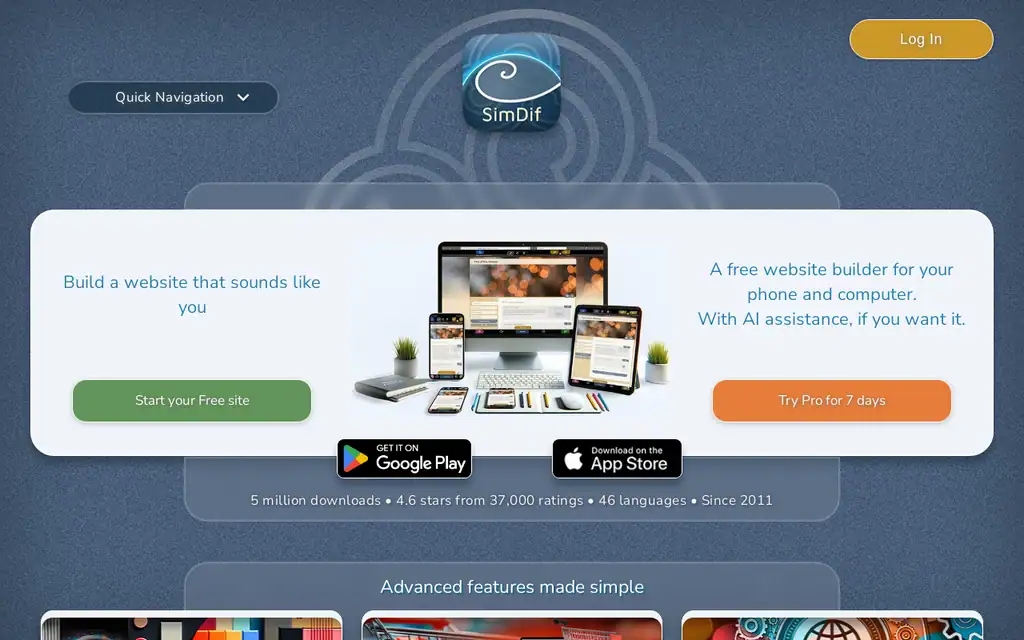 Log In
Quick Navigation
SimDif
Build a website that sounds like
you
Start your Free site
A free website builder for your
phone and computer.
With AI assistance, if you want it.
Try Pro for 7 days
GET IT ON
Google Play
Download on the
App Store
5 million downloads • 4.6 stars from 37,000 ratings • 46 languages • Since 2011
Advanced features made simple